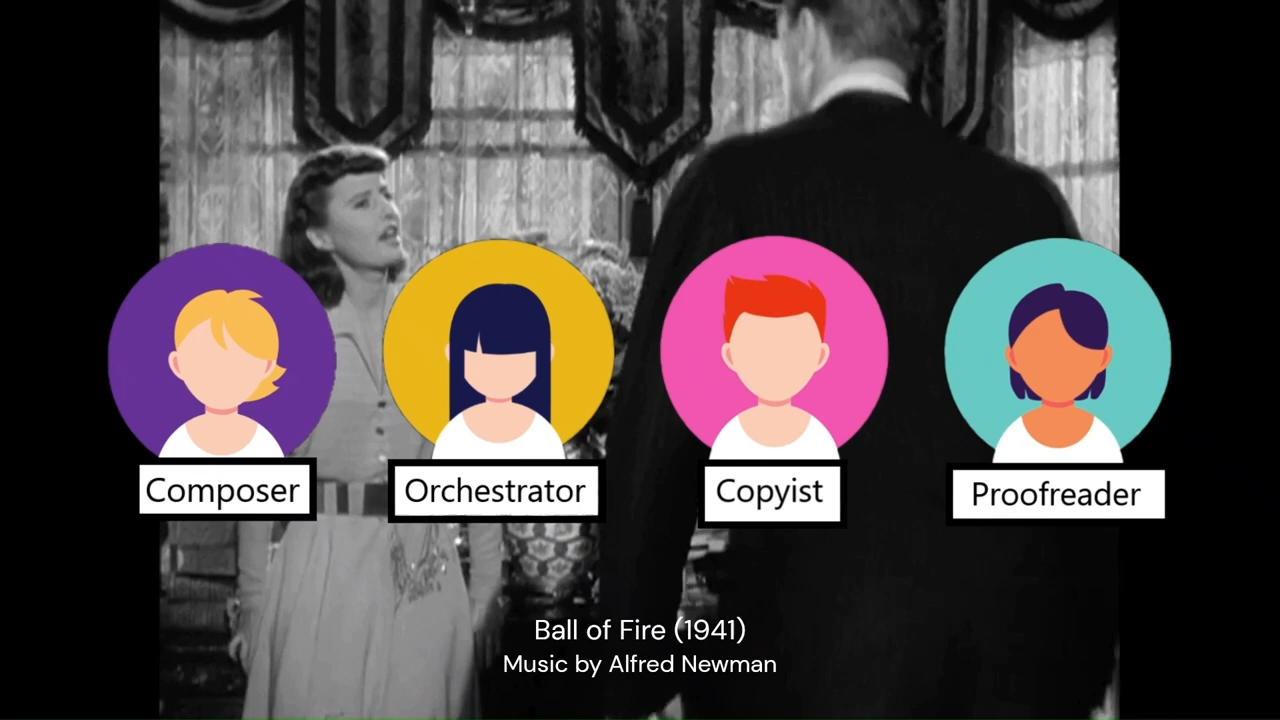 Composer
Orchestrator
Copyist
Proofreader
Ball of Fire (1941)
Music by Alfred Newman